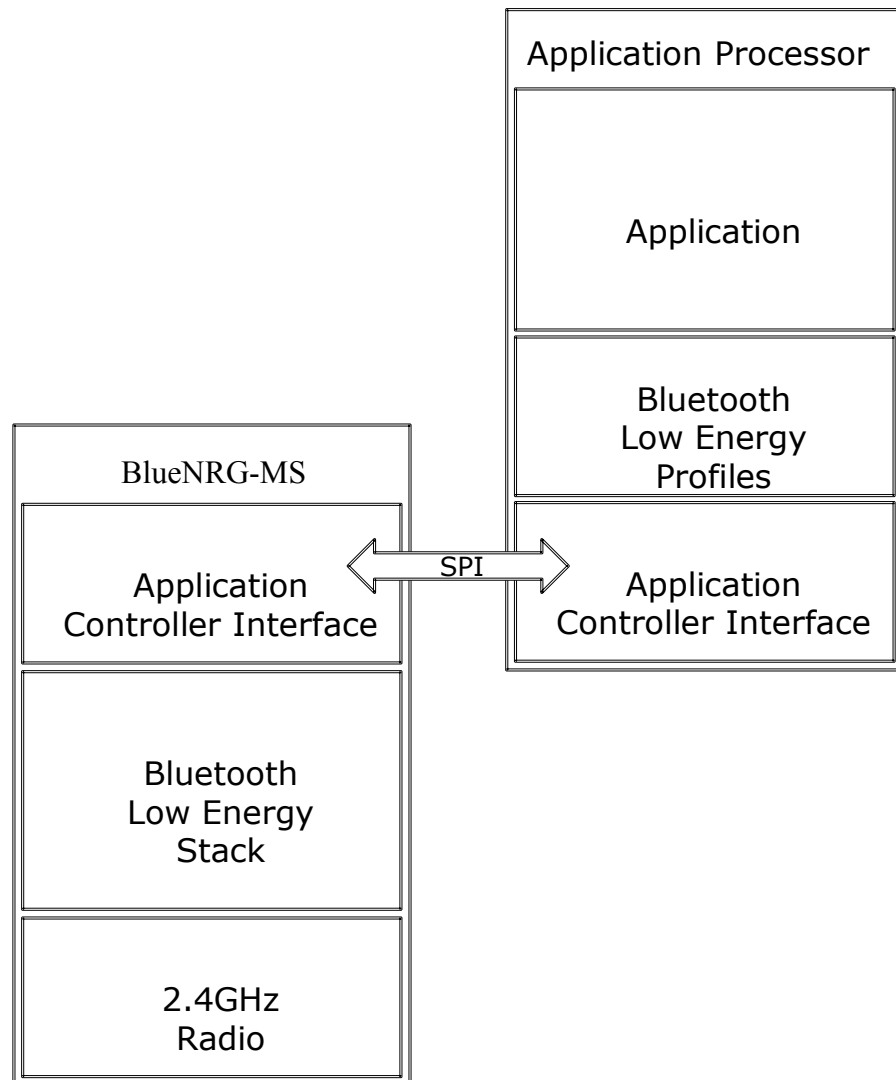 Application Processor
Application
Bluetooth
Low Energy
Profiles
Application
Controller Interface
SPI
BlueNRG-MS
Application
Controller Interface
Bluetooth
Low Energy
Stack
2.4GHz
Radio